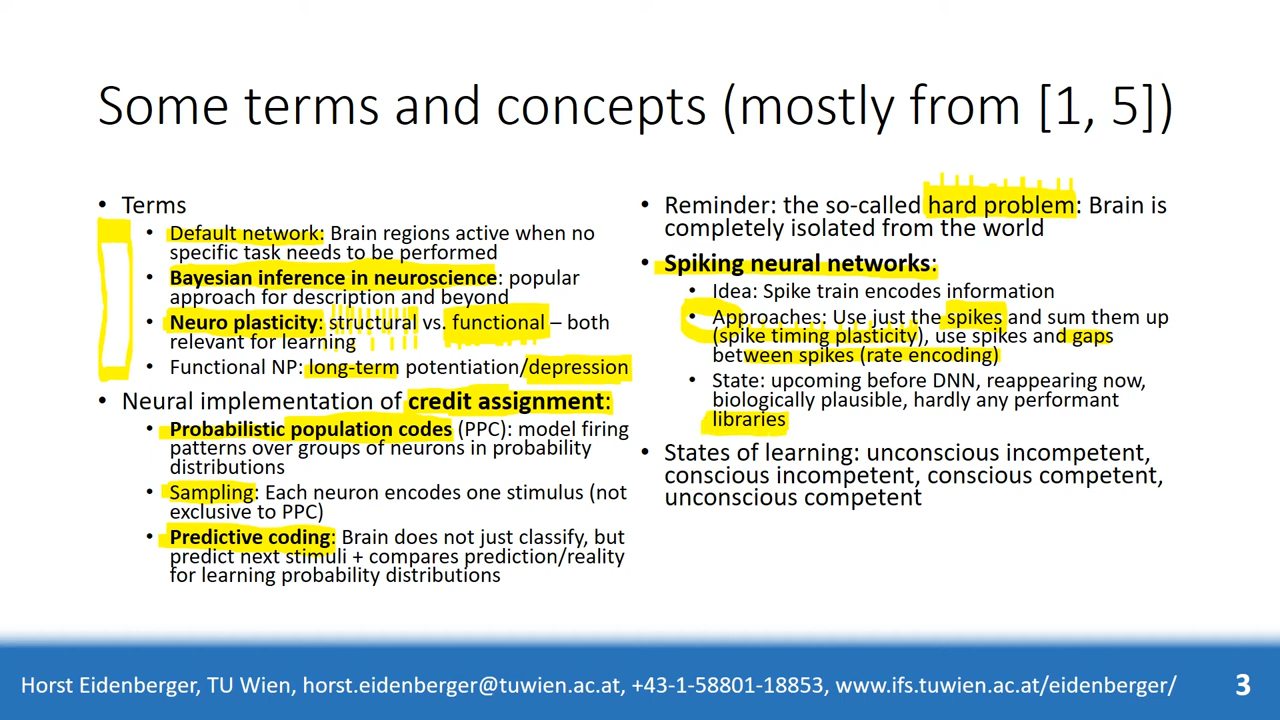 Some terms and concepts (mostly from [1, 5])
• Terms
• Default network: Brain regions active when no
specific task needs to be performed
• Bayesian inference in neuroscience: popular
approach for description and beyond
• Neuro plasticity: structural vs. functional – both
relevant for learning
• Functional NP: long-term potentiation/depression
• Neural implementation of credit assignment:
• Probabilistic population codes (PPC): model firing
patterns over groups of neurons in probability
distributions
• Sampling: Each neuron encodes one stimulus (not
exclusive to PPC)
• Predictive coding: Brain does not just classify, but
predict next stimuli + compares prediction/reality
for learning probability distributions
• Reminder: the so-called hard problem: Brain is
completely isolated from the world
• Spiking neural networks:
• Idea: Spike train encodes information
• Approaches: Use just the spikes and sum them up
(spike timing plasticity), use spikes and gaps
between spikes (rate encoding)
• State: upcoming before DNN, reappearing now,
biologically plausible, hardly any performant
libraries
• States of learning: unconscious incompetent,
conscious incompetent, conscious competent,
unconscious competent
Horst Eidenberger, TU Wien, horst.eidenberger@tuwien.ac.at, +43-1-58801-18853, www.ifs.tuwien.ac.at/eidenberger/
3